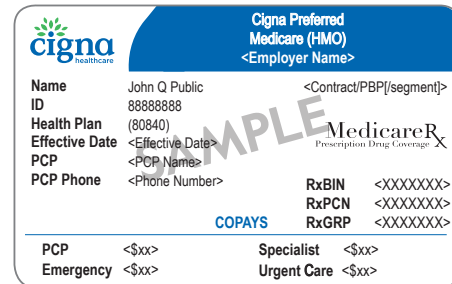 Cigna Preferred
Medicare (HMO)
<Employer Name>
cigna
healthcare
Name John Q Public <Contract/PBP[/segment]>
ID 88888888
Health Plan (80840)
Effective Date <Effective Date>
PCP <PCP Name>
PCP Phone <Phone Number>
SAMPLE
MedicareRx
Prescription Drug Coverage
RxBIN <XXXXXXX>
RxPCN <XXXXXXX>
RxGRP <XXXXXXX>
COPAYS
PCP <$xx> Specialist <$xx>
Emergency <$xx> Urgent Care <$xx>